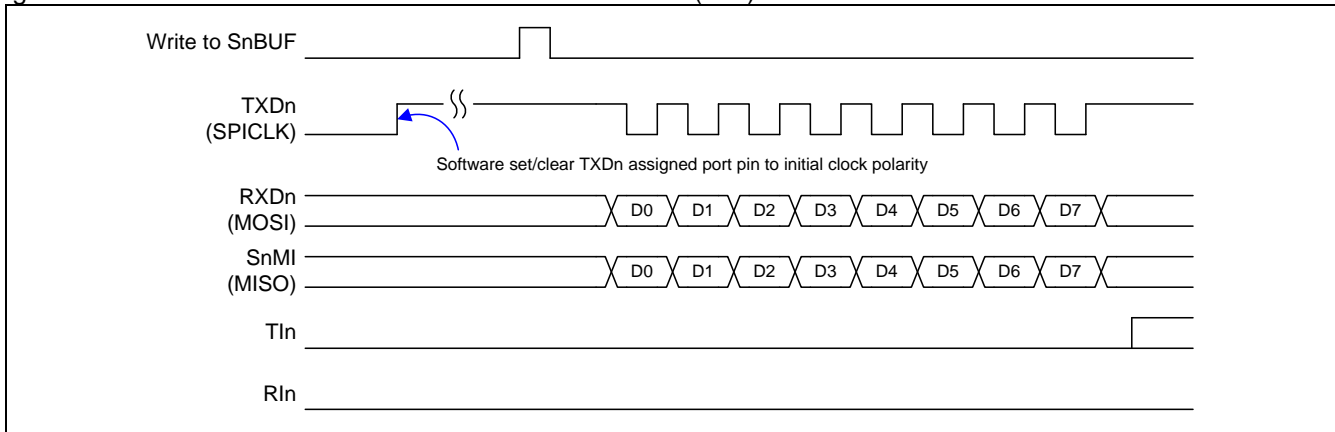 Write to SnBUF
TXDn
(SPICLK)
Software set/clear TXDn assigned port pin to initial clock polarity
RXDn
(MOSI)
D0 D1 D2 D3 D4 D5 D6 D7
SnMI
(MISO)
D0 D1 D2 D3 D4 D5 D6 D7
TIn
RIn